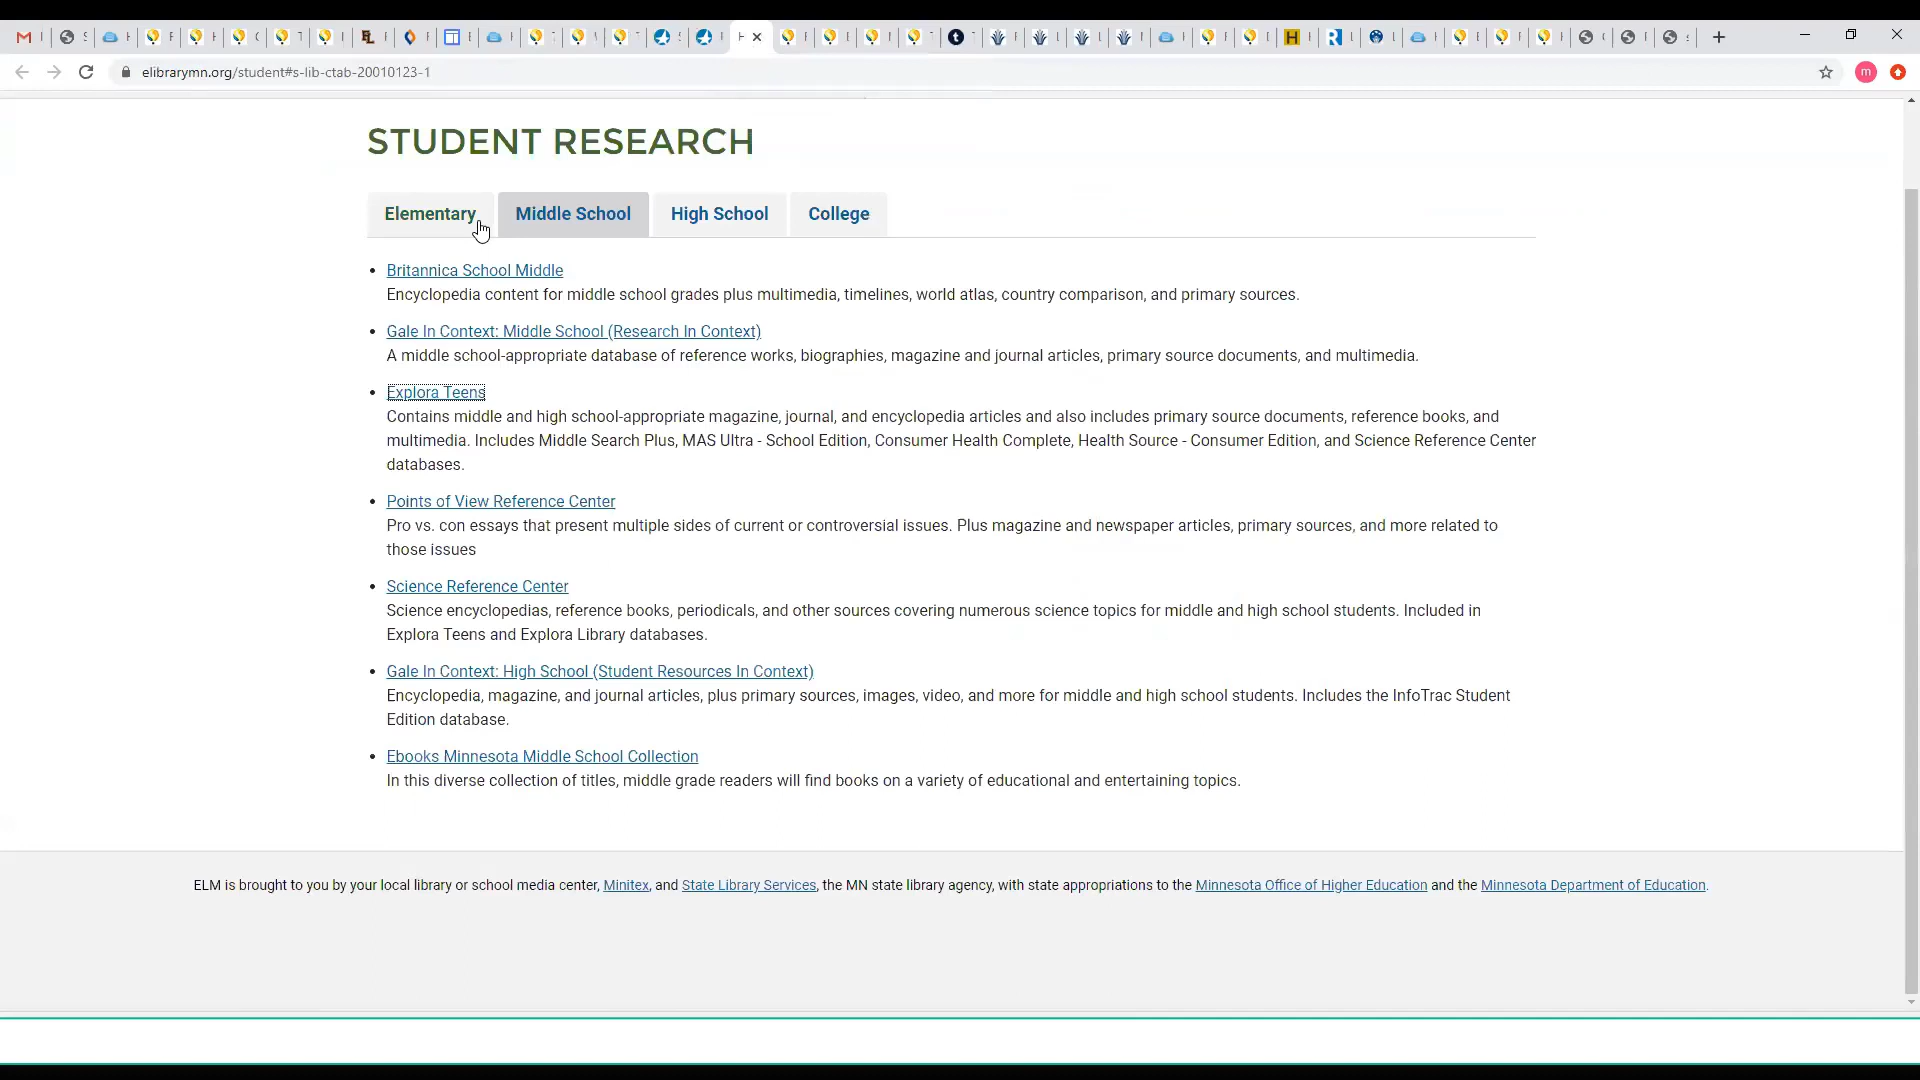 elibrarymn.org/student#s-lib-ctab-20010123-1
m
STUDENT RESEARCH
Elementary
Middle School
High School
College
• Britannica School Middle
Encyclopedia content for middle school grades plus multimedia, timelines, world atlas, country comparison, and primary sources.
• Gale In Context: Middle School (Research In Context)
A middle school-appropriate database of reference works, biographies, magazine and journal articles, primary source documents, and multimedia.
• Explora Teens
Contains middle and high school-appropriate magazine, journal, and encyclopedia articles and also includes primary source documents, reference books, and
multimedia. Includes Middle Search Plus, MAS Ultra - School Edition, Consumer Health Complete, Health Source - Consumer Edition, and Science Reference Center
databases.
• Points of View Reference Center
Pro vs. con essays that present multiple sides of current or controversial issues. Plus magazine and newspaper articles, primary sources, and more related to
those issues
• Science Reference Center
Science encyclopedias, reference books, periodicals, and other sources covering numerous science topics for middle and high school students. Included in
Explora Teens and Explora Library databases.
• Gale In Context: High School (Student Resources In Context)
Encyclopedia, magazine, and journal articles, plus primary sources, images, video, and more for middle and high school students. Includes the InfoTrac Student
Edition database.
• Ebooks Minnesota Middle School Collection
In this diverse collection of titles, middle grade readers will find books on a variety of educational and entertaining topics.
ELM is brought to you by your local library or school media center, Minitex, and State Library Services, the MN state library agency, with state appropriations to the Minnesota Office of Higher Education and the Minnesota Department of Education.